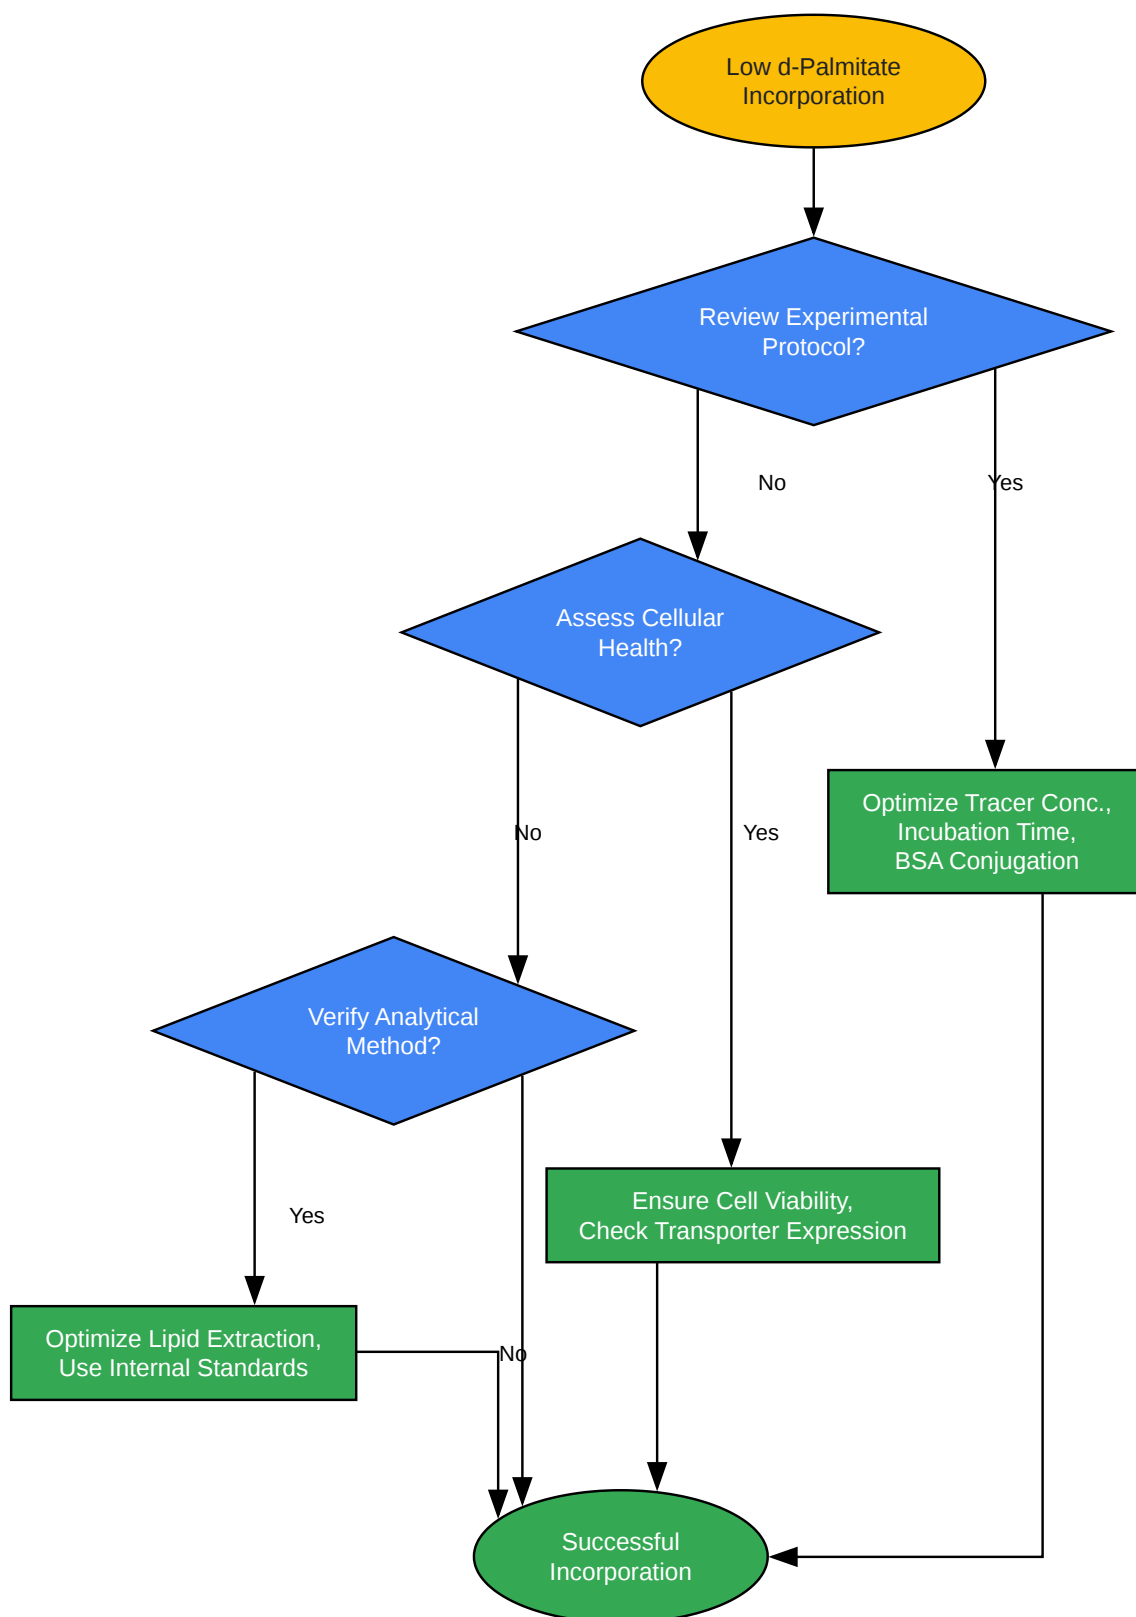 Low d-Palmitate
Incorporation
Review Experimental
Protocol?
No
Yes
Assess Cellular
Health?
Optimize Tracer Conc.,
Incubation Time,
BSA Conjugation
No
Yes
Verify Analytical
Method?
Yes
Ensure Cell Viability,
Check Transporter Expression
Optimize Lipid Extraction,
Use Internal Standards
No
Successful
Incorporation